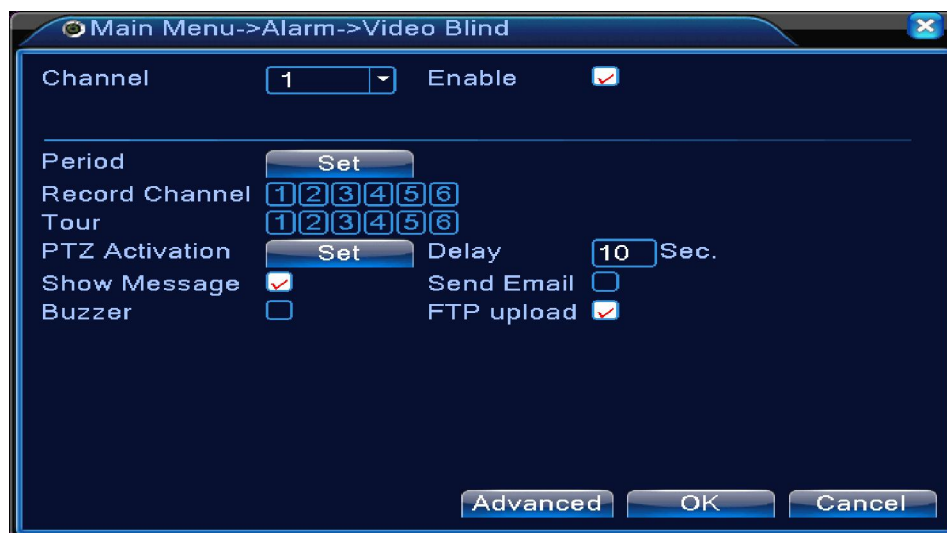 Main Menu->Alarm->Video Blind
Channel 1 Enable
Period Set
Record Channel 1 2 3 4 5 6
Tour 1 2 3 4 5 6
PTZ Activation Set Delay 10 Sec.
Show Message Send Email
Buzzer FTP upload
Advanced OK Cancel